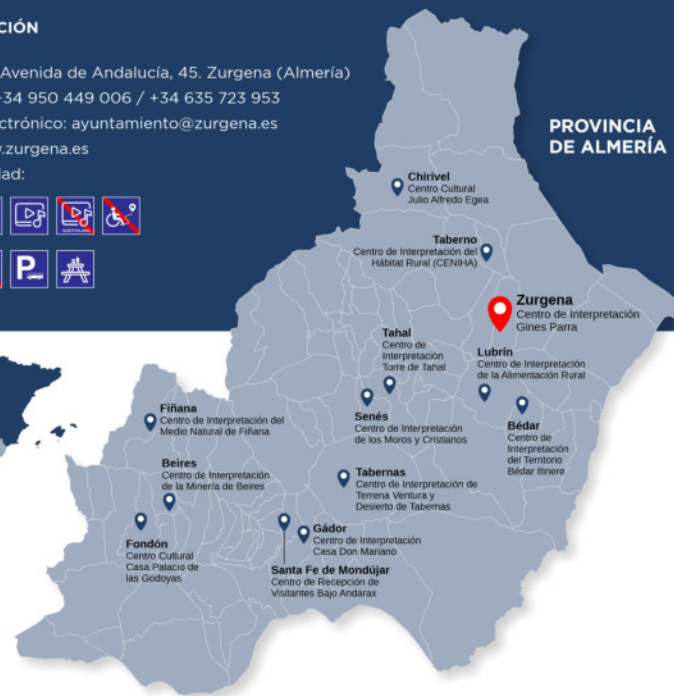 CIÓN
Avenida de Andalucía, 45. Zurgena (Almería)
+34 950 449 006 / +34 635 723 953
ctrónico: ayuntamiento@zurgena.es
w.zurgena.es
dad:
P
PROVINCIA
DE ALMERÍA
Chirivel
Centro Cultural
Julio Alfredo Egea
Taberno
Centro de Interpretación del
Hábitat Rural (CENIHA)
Zurgena
Centro de Interpretación
Gines Parra
Tahal
Centro de
Interpretación
Torre de Tahal
Lubrín
Centro de Interpretación
de la Alimentación Rural
Fiñana
Centro de Interpretación del
Medio Natural de Fiñana
Senés
Centro de Interpretación
de los Moros y Cristianos
Bédar
Centro de
Interpretación
del Territorio
Bédar Itinere
Beires
Centro de Interpretación
de la Minería de Beires
Tabernas
Centro de Interpretación de
Terrena Ventura y
Desierto de Tabernas
Gádor
Centro de Interpretación
Casa Don Mariano
Fondón
Centro Cultural
Casa Palacio de
las Godoyas
Santa Fe de Mondújar
Centro de Recepción de
Visitantes Bajo Andarax